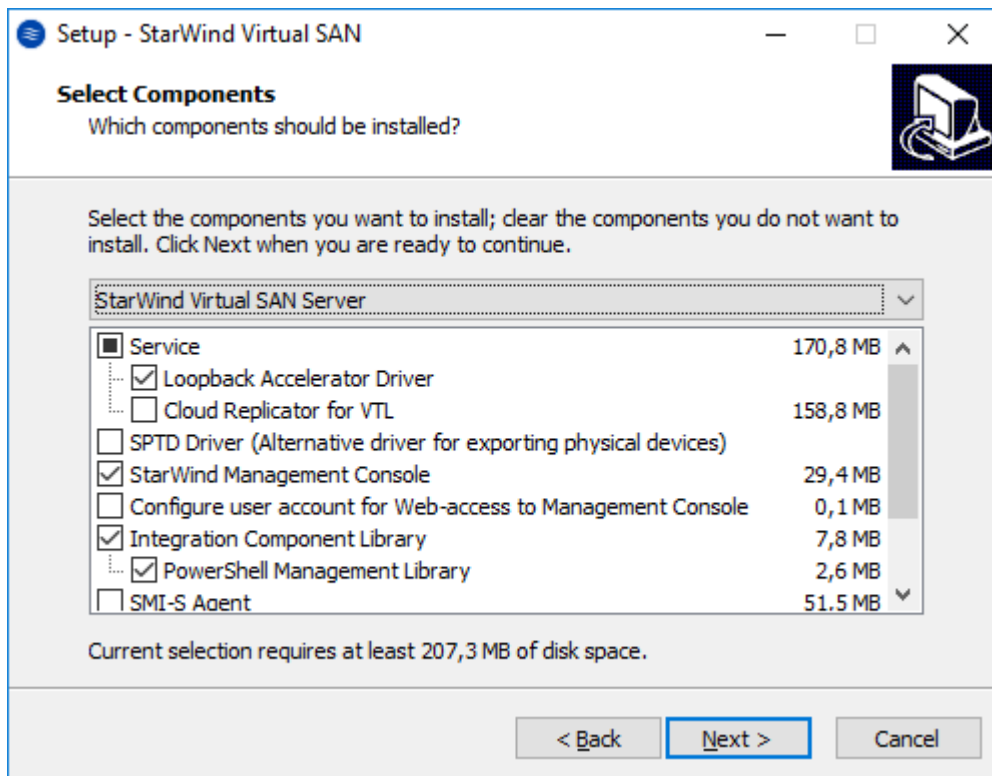 Setup - StarWind Virtual SAN
Select Components
Which components should be installed?
Select the components you want to install; clear the components you do not want to
install. Click Next when you are ready to continue.
StarWind Virtual SAN Server
Service 170,8 MB
Loopback Accelerator Driver
Cloud Replicator for VTL 158,8 MB
SPTD Driver (Alternative driver for exporting physical devices)
StarWind Management Console 29,4 MB
Configure user account for Web-access to Management Console 0,1 MB
Integration Component Library 7,8 MB
PowerShell Management Library 2,6 MB
SMI-S Agent 51,5 MB
Current selection requires at least 207,3 MB of disk space.
< Back Next > Cancel